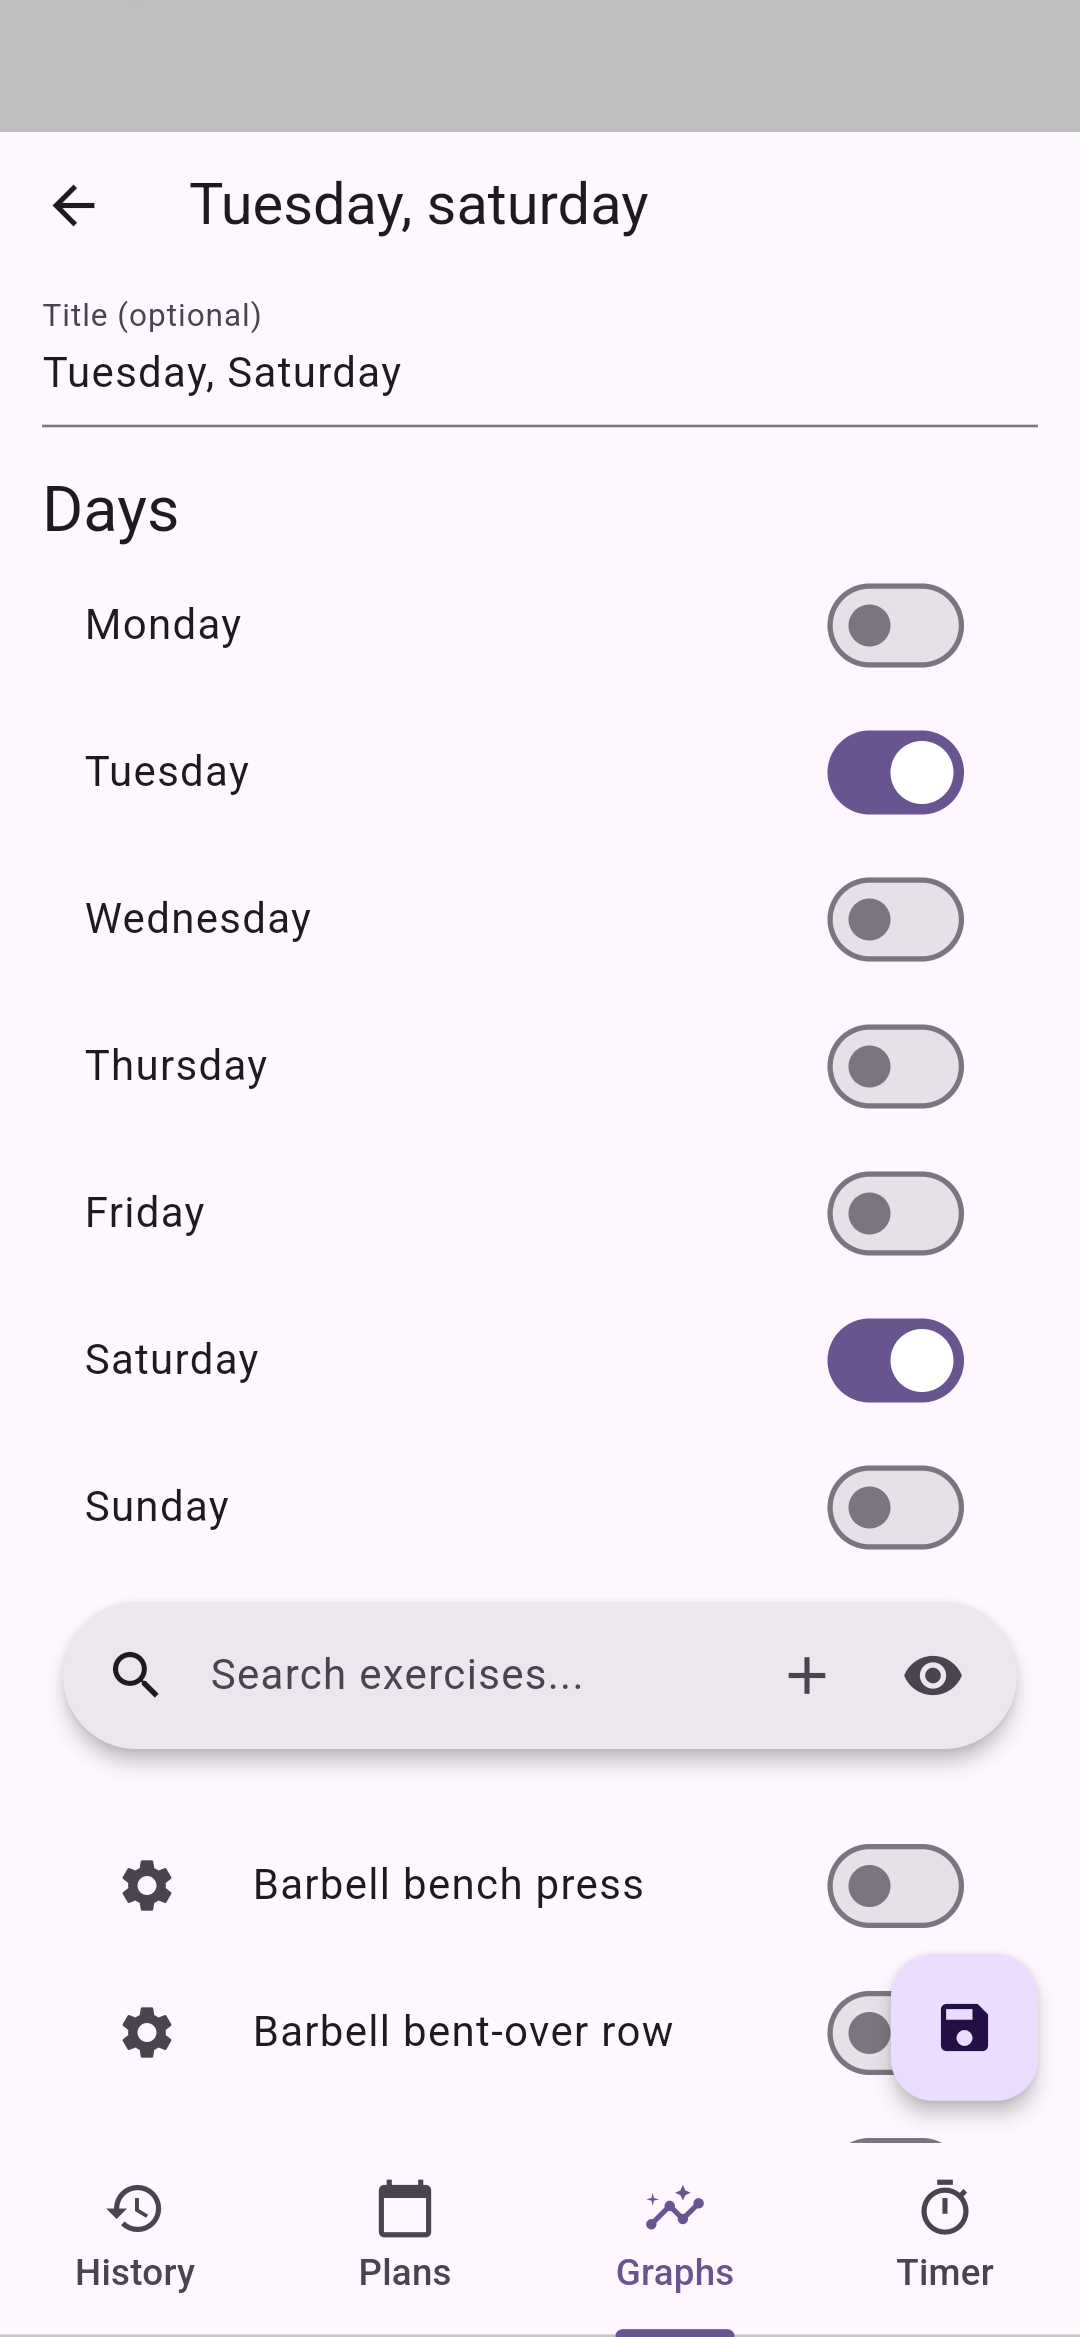 Tuesday, saturday
Title (optional)
Tuesday, Saturday
Days
Monday
Tuesday
Wednesday
Thursday
Friday
Saturday
Sunday
Search exercises...
Barbell bench press
Barbell bent-over row
History
Plans
Graphs
Timer